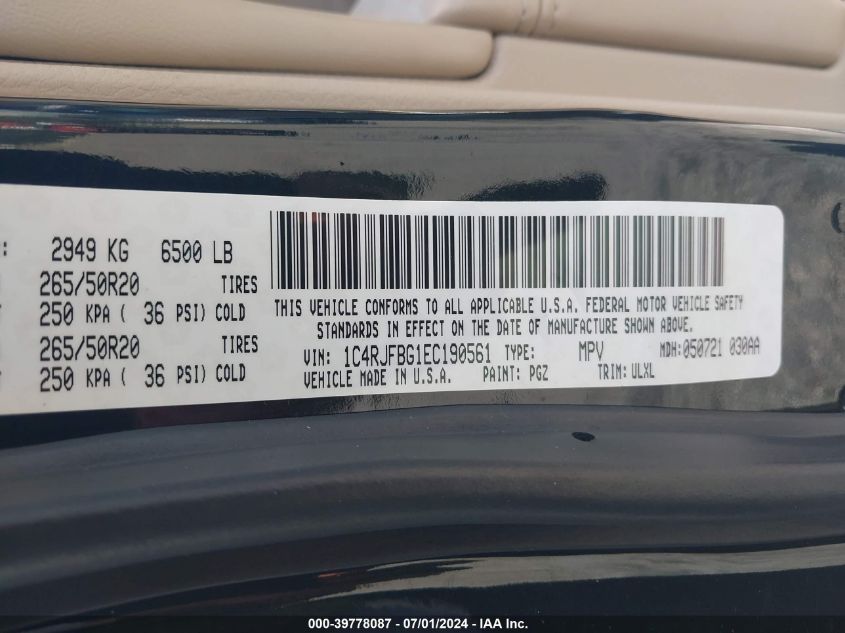 : 2949 KG 6500 LB
265/50R20 TIRES
250 KPA ( 36 PSI) COLD
265/50R20 TIRES
250 KPA ( 36 PSI) COLD
THIS VEHICLE CONFORMS TO ALL APPLICABLE U.S.A. FEDERAL MOTOR VEHICLE SAFETY
STANDARDS IN EFFECT ON THE DATE OF MANUFACTURE SHOWN ABOVE.
VIN: 1C4RJFBG1EC190561 TYPE: MPV MDH:050721 030AA
VEHICLE MADE IN U.S.A. PAINT: PGZ TRIM: ULXL
000-39778087 - 07/01/2024 - IAA Inc.